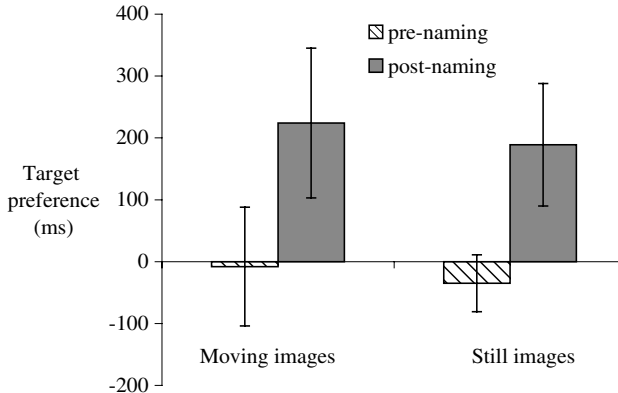 400
300
200
100
0
-100
-200
Target
preference
(ms)
pre-naming
post-naming
Moving images
Still images